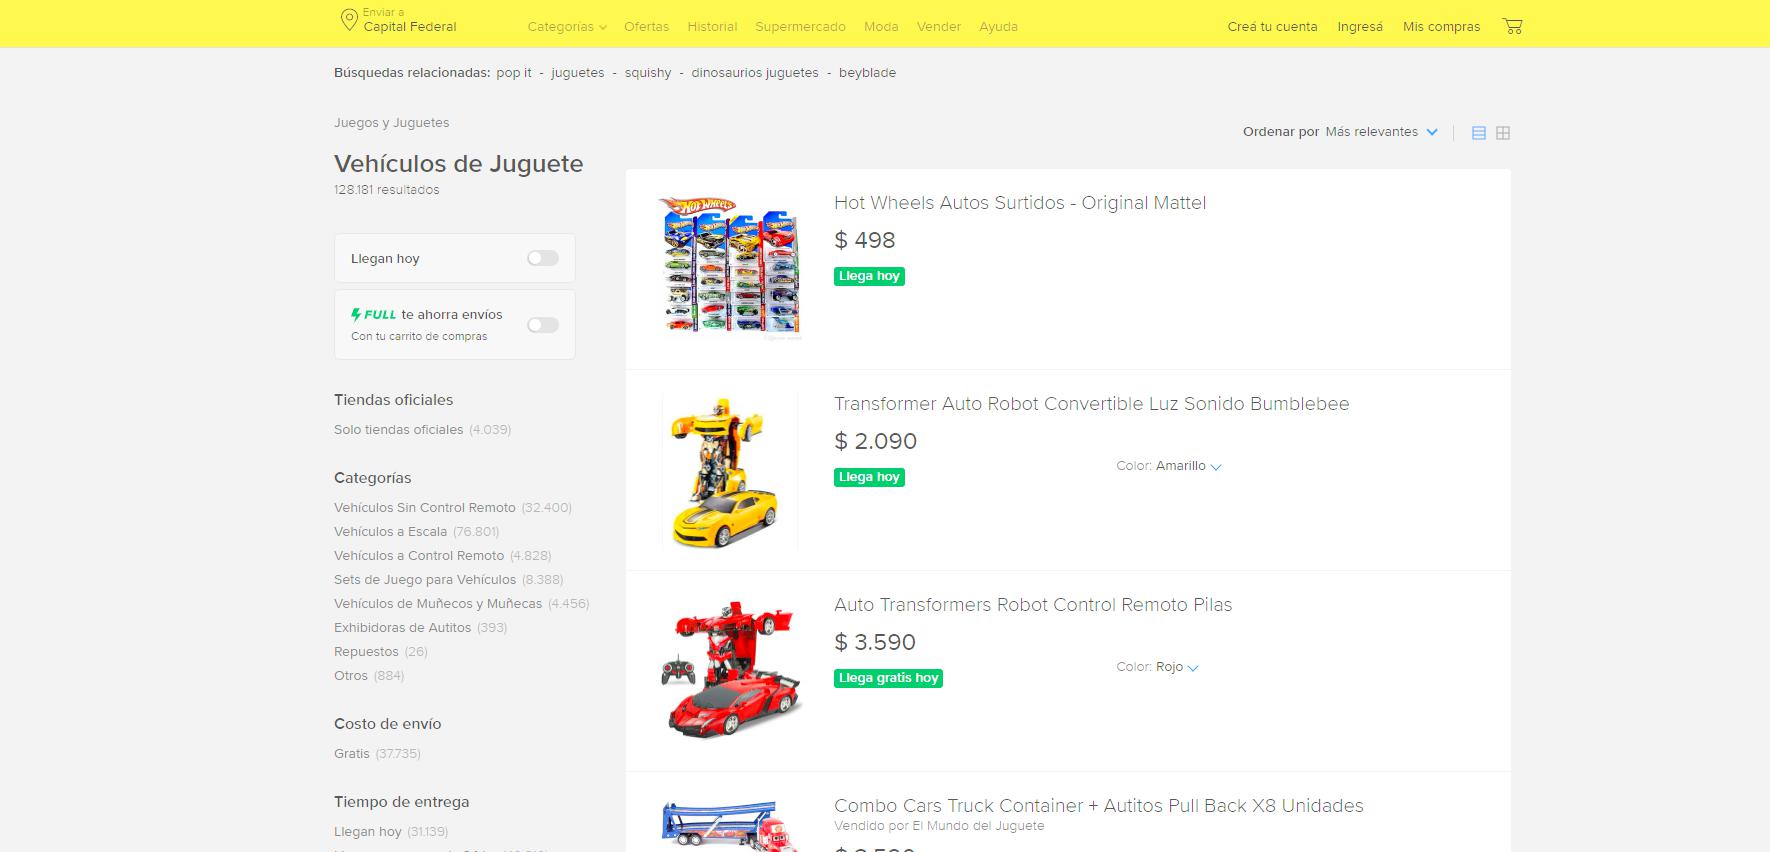 Enviar a
Capital Federal
Categorías Ofertas Historial Supermercado Moda Vender Ayuda
Creá tu cuenta Ingresá Mis compras
Búsquedas relacionadas: pop it - juguetes - squishy - dinosaurios juguetes - beyblade
Juegos y Juguetes
Ordenar por Más relevantes
Vehículos de Juguete
128.181 resultados
Llegan hoy
FULL te ahorra envíos
Con tu carrito de compras
Tiendas oficiales
Solo tiendas oficiales (4.039)
Categorías
Vehículos Sin Control Remoto (32.400)
Vehículos a Escala (76.801)
Vehículos a Control Remoto (4.828)
Sets de Juego para Vehículos (8.388)
Vehículos de Muñecos y Muñecas (4.456)
Exhibidoras de Autitos (393)
Repuestos (26)
Otros (884)
Costo de envío
Gratis (37.735)
Tiempo de entrega
Llegan hoy (31.139)
HOT WHEELS
Hot Wheels Autos Surtidos - Original Mattel
$ 498
Llega hoy
Transformer Auto Robot Convertible Luz Sonido Bumblebee
$ 2.090
Color: Amarillo
Llega hoy
Auto Transformers Robot Control Remoto Pilas
$ 3.590
Color: Rojo
Llega gratis hoy
Combo Cars Truck Container + Autitos Pull Back X8 Unidades
Vendido por El Mundo del Juguete